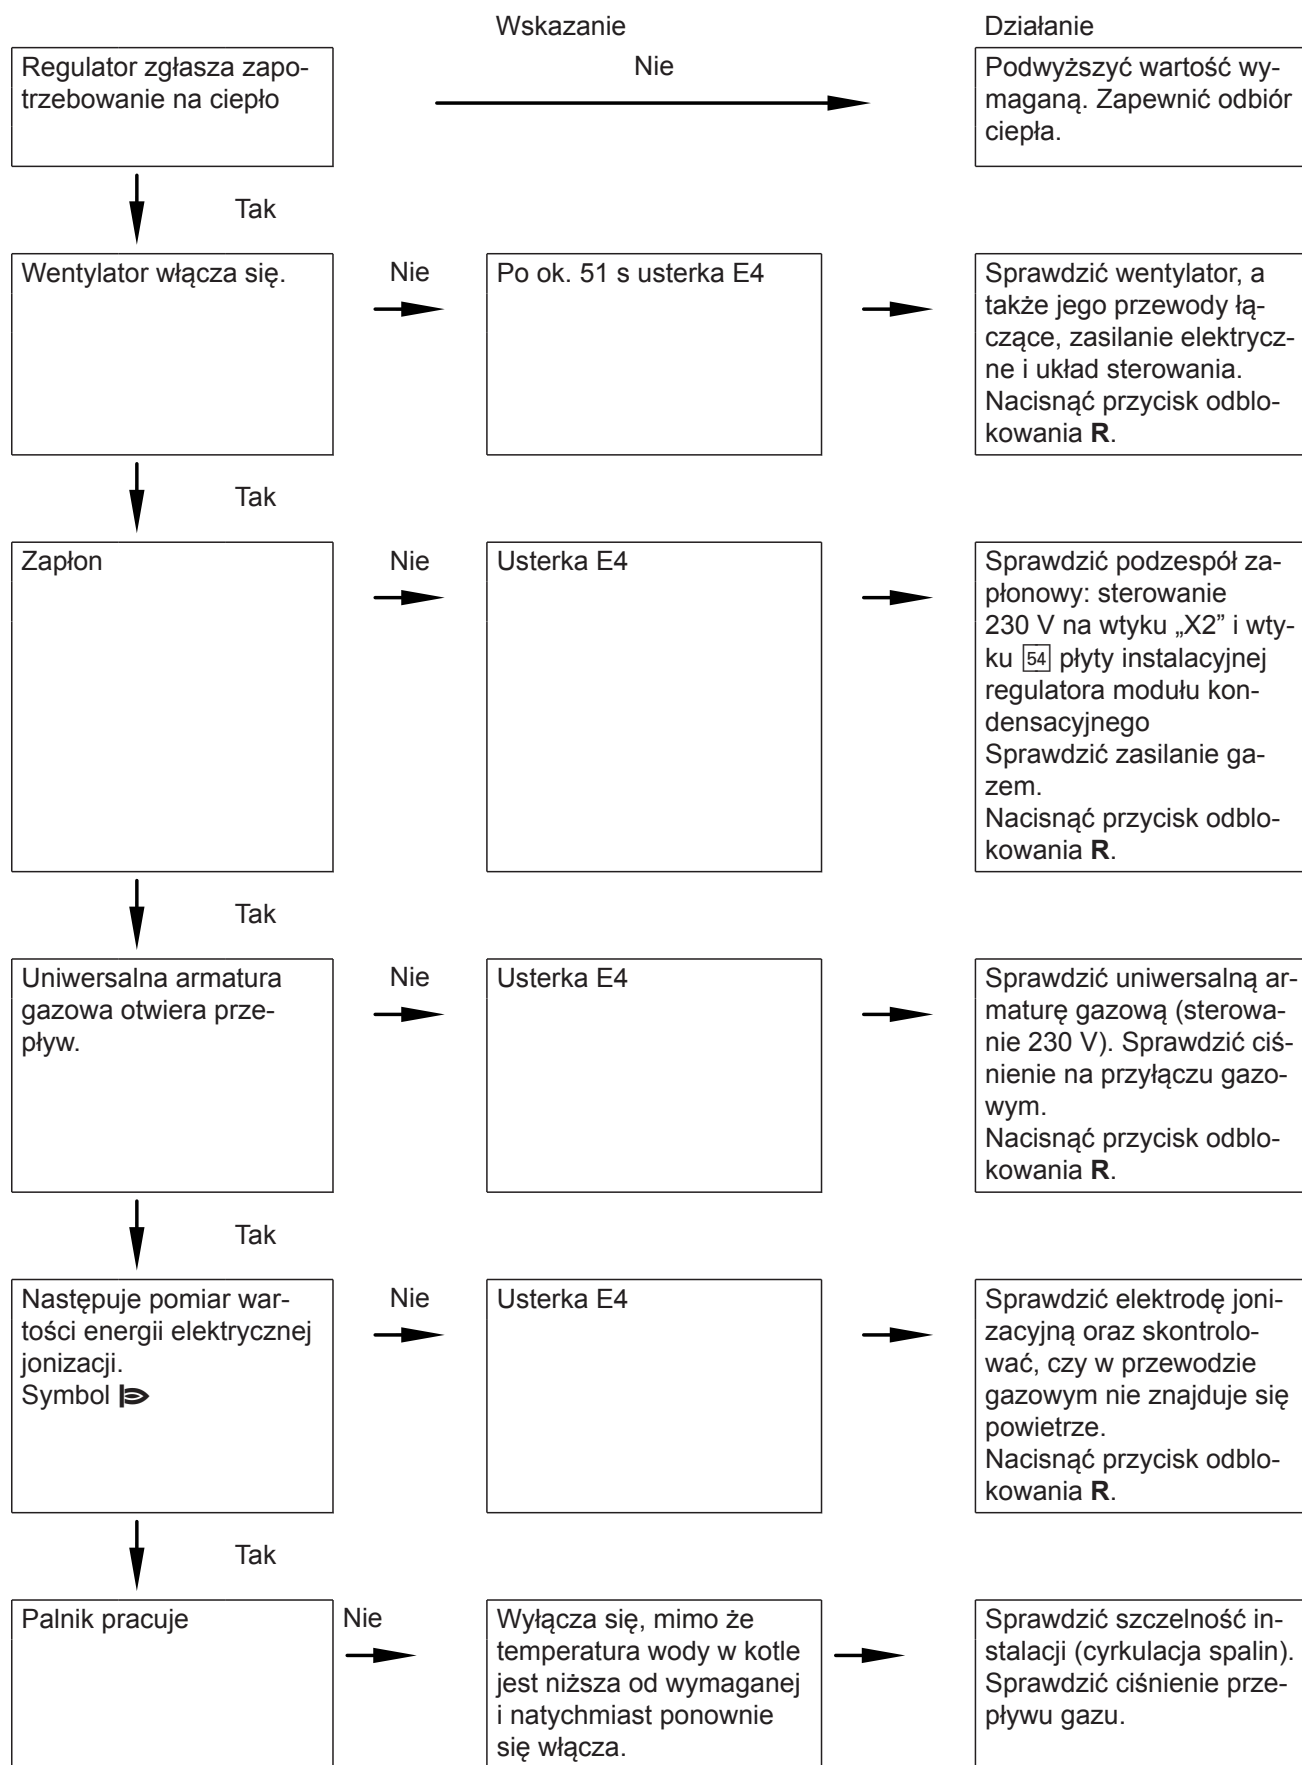 Wskazanie
Działanie
Regulator zgłasza zapo-
trzebowanie na ciepło
Nie
Podwyższyć wartość wy-
maganą. Zapewnić odbiór
ciepła.
Tak
Wentylator włącza się.
Nie
Po ok. 51 s usterka E4
Sprawdzić wentylator, a
także jego przewody łą-
czące, zasilanie elektrycz-
ne i układ sterowania.
Nacisnąć przycisk odblo-
kowania R.
Tak
Zapłon
Nie
Usterka E4
Sprawdzić podzespół za-
płonowy: sterowanie
230 V na wtyku „X2” i wty-
ku 54 płyty instalacyjnej
regulatora modułu kon-
densacyjnego
Sprawdzić zasilanie ga-
zem.
Nacisnąć przycisk odblo-
kowania R.
Tak
Uniwersalna armatura
gazowa otwiera prze-
pływ.
Nie
Usterka E4
Sprawdzić uniwersalną ar-
maturę gazową (sterowa-
nie 230 V). Sprawdzić ciś-
nienie na przyłączu gazo-
wym.
Nacisnąć przycisk odblo-
kowania R.
Tak
Następuje pomiar war-
tości energii elektrycznej
jonizacji.
Symbol
Nie
Usterka E4
Sprawdzić elektrodę joni-
zacyjną oraz skontrolo-
wać, czy w przewodzie
gazowym nie znajduje się
powietrze.
Nacisnąć przycisk odblo-
kowania R.
Tak
Palnik pracuje
Nie
Wyłącza się, mimo że
temperatura wody w kotle
jest niższa od wymaganej
i natychmiast ponownie
się włącza.
Sprawdzić szczelność in-
stalacji (cyrkulacja spalin).
Sprawdzić ciśnienie prze-
pływu gazu.